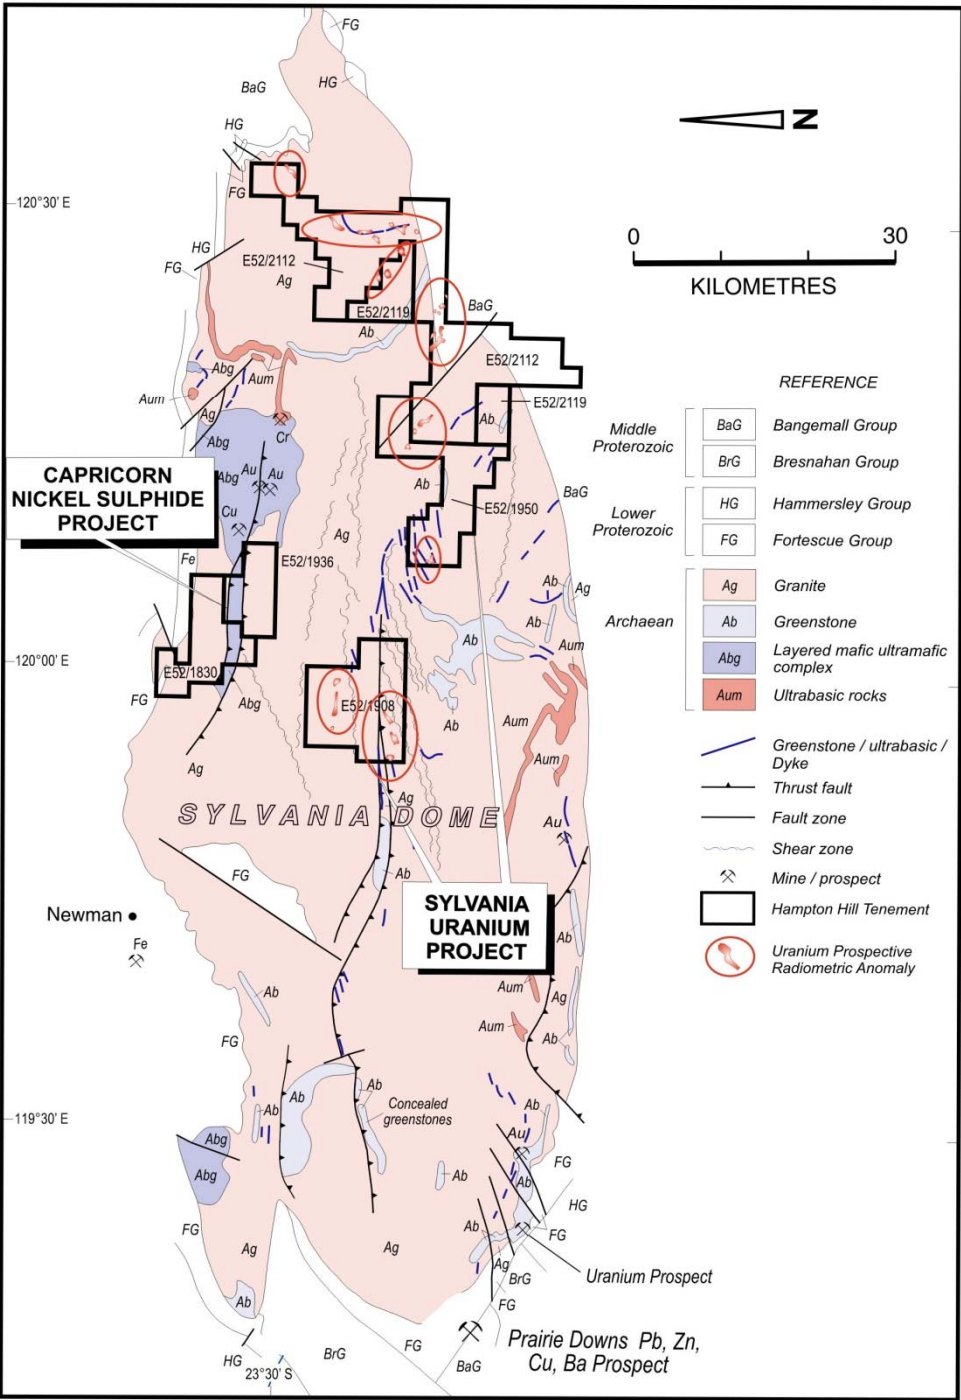 FG
BaG
HG
HG
N
FG
120°30' E
0
30
KILOMETRES
HG
FG
E52/2112
Ag
E52/2119
Ab
BaG
E52/2112
E52/2119
Ab
Abg
Aum
Aum
Ag
Abg
Cr
Abg
Au
Au
Cu
CAPRICORN
NICKEL SULPHIDE
PROJECT
Ab
E52/1950
BaG
Ag
Fe
E52/1936
Ab
Ag
Ab
Ab
Aum
120°00' E
E52/1830
FG
Abg
E52/1908
Ab
Aum
Aum
Ag
Ag
SYLVANIA DOME
Au
FG
Ab
Newman
Fe
SYLVANIA
URANIUM
PROJECT
Ab
Aum
Ag
Ab
Aum
Ab
FG
119°30' E
Ab
Ab
Ab
Concealed
greenstones
Ab
Au
FG
Abg
Abg
Ab
Ab
HG
FG
Ab
FG
Ag
Ag
Ag
BrG
FG
Uranium Prospect
Ab
HG
23°30' S
BrG
FG
BaG
Prairie Downs Pb, Zn,
Cu, Ba Prospect
REFERENCE
Middle
Proterozoic
BaG
Bangemall Group
BrG
Bresnahan Group
Lower
Proterozoic
HG
Hammersley Group
FG
Fortescue Group
Archaean
Ag
Granite
Ab
Greenstone
Abg
Layered mafic ultramafic
complex
Aum
Ultrabasic rocks
Greenstone / ultrabasic /
Dyke
Thrust fault
Fault zone
Shear zone
Mine / prospect
Hampton Hill Tenement
Uranium Prospective
Radiometric Anomaly